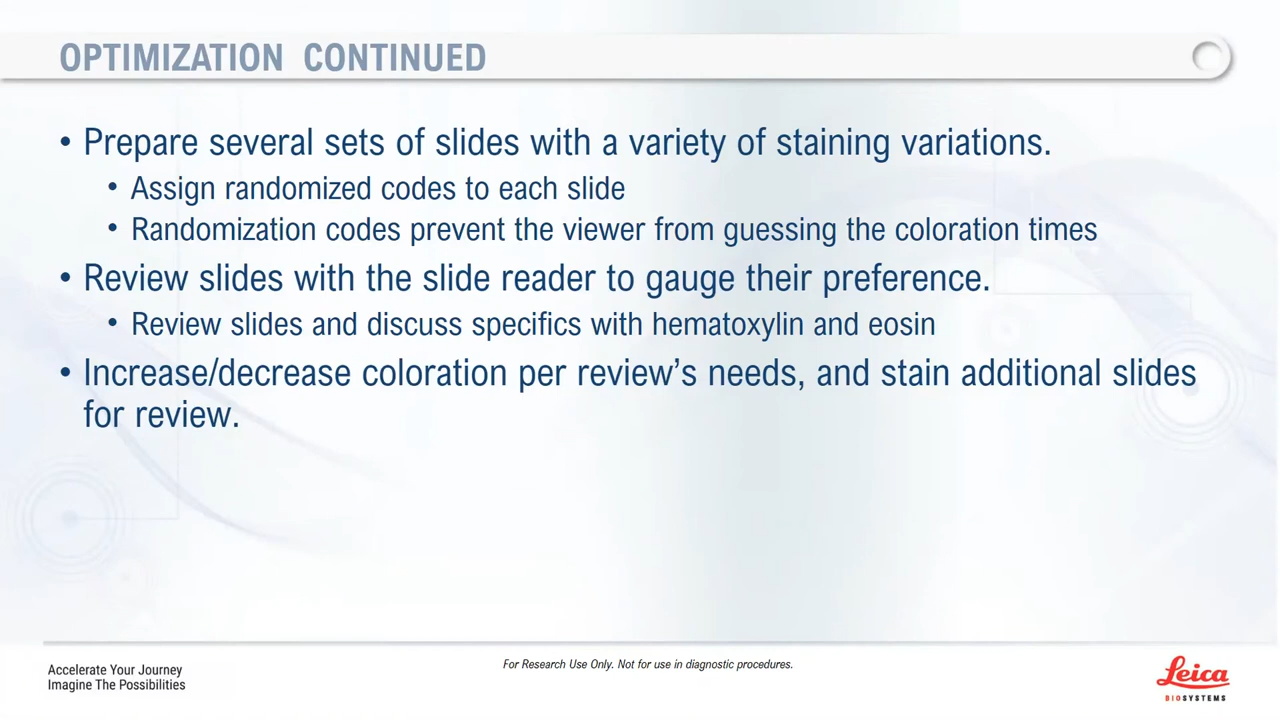 OPTIMIZATION CONTINUED
• Prepare several sets of slides with a variety of staining variations.
• Assign randomized codes to each slide
• Randomization codes prevent the viewer from guessing the coloration times
• Review slides with the slide reader to gauge their preference.
• Review slides and discuss specifics with hematoxylin and eosin
• Increase/decrease coloration per review's needs, and stain additional slides
for review.
Accelerate Your Journey
Imagine The Possibilities
For Research Use Only. Not for use in diagnostic procedures.
Leica
BIOSYSTEMS